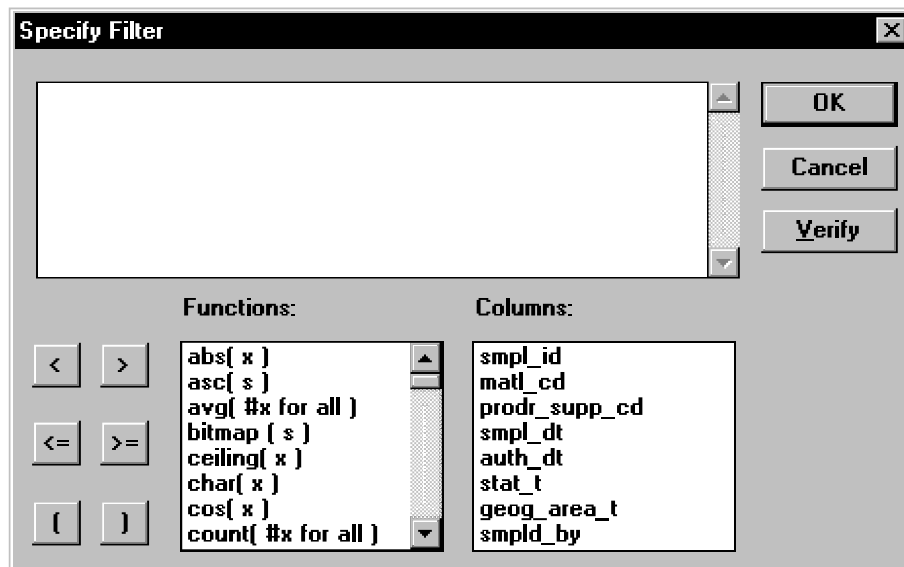 Specify Filter
OK
Cancel
Verify
Functions:
Columns:
< >
<= >=
( )
abs( x )
asc( s )
avg( #x for all )
bitmap ( s )
ceiling( x )
char( x )
cos( x )
count( #x for all )
smpl_id
matl_cd
prodr_supp_cd
smpl_dt
auth_dt
stat_t
geog_area_t
smpld_by